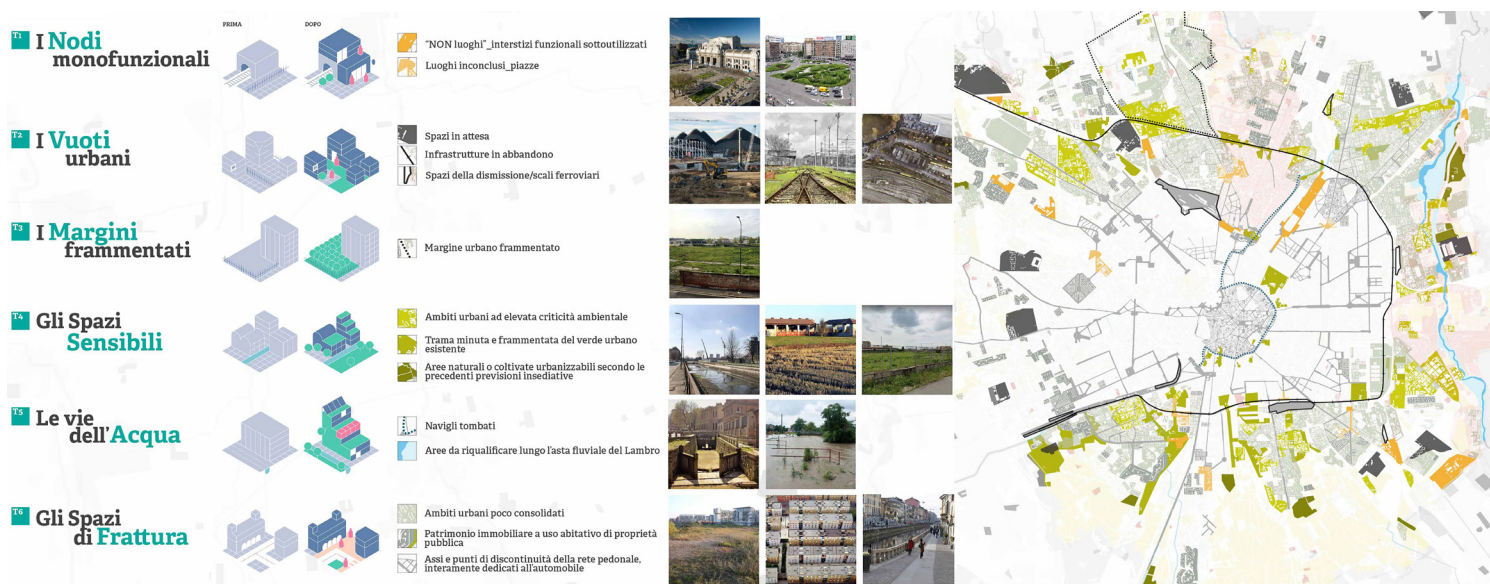 PRIMA
DOPO
T1
I Nodi
monofunzionali
"NON luoghi"_interstizi funzionali sottoutilizzati
Luoghi inconclusi_piazze
T2
I Vuoti
urbani
Spazi in attesa
Infrastrutture in abbandono
Spazi della dismissione/scali ferroviari
T3
I Margini
frammentati
Margine urbano frammentato
T4
Gli Spazi
Sensibili
Ambiti urbani ad elevata criticità ambientale
Trama minuta e frammentata del verde urbano
esistente
Aree naturali o coltivate urbanizzabili secondo le
precedenti previsioni insediative
T5
Le vie
dell'Acqua
Navigli tombati
Aree da riqualificare lungo l'asta fluviale del Lambro
T6
Gli Spazi
di Frattura
Ambiti urbani poco consolidati
Patrimonio immobiliare a uso abitativo di proprietà
pubblica
Assi e punti di discontinuità della rete pedonale,
interamente dedicati all'automobile